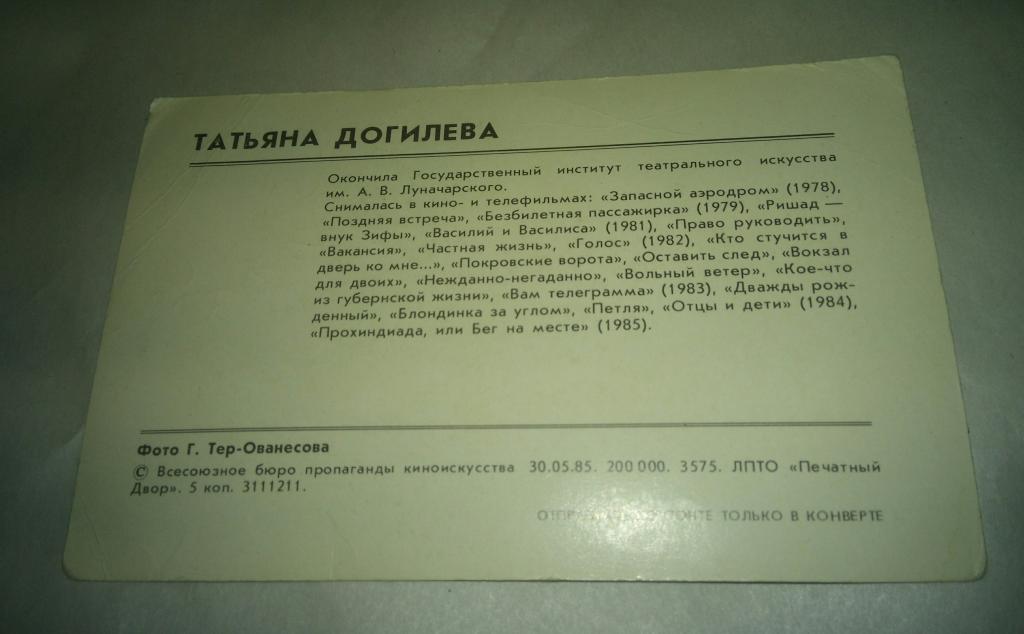 ТАТЬЯНА ДОГИЛЕВА
Окончила Государственный институт театрального искусства
им. А. В. Луначарского.
Снималась в кино- и телефильмах: «Запасной аэродром» (1978),
«Поздняя встреча», «Безбилетная пассажирка» (1979), «Ришад —
внук Зифы», «Василий и Василиса» (1981), «Право руководить»,
«Вакансия», «Частная жизнь», «Голос» (1982), «Кто стучится в
дверь ко мне...», «Покровские ворота», «Оставить след», «Вокзал
для двоих», «Нежданно-негаданно», «Вольный ветер», «Кое-что
из губернской жизни», «Вам телеграмма» (1983), «Дважды рож-
денный», «Блондинка за углом», «Петля», «Отцы и дети» (1984),
«Прохиндиада, или Бег на месте» (1985).
Фото Г. Тер-Ованесова
© Всесоюзное бюро пропаганды киноискусства 30.05.85. 200 000. 3575. ЛПТО «Печатный
Двор». 5 коп. 3111211.
ТОЛЬКО В КОНВЕРТЕ